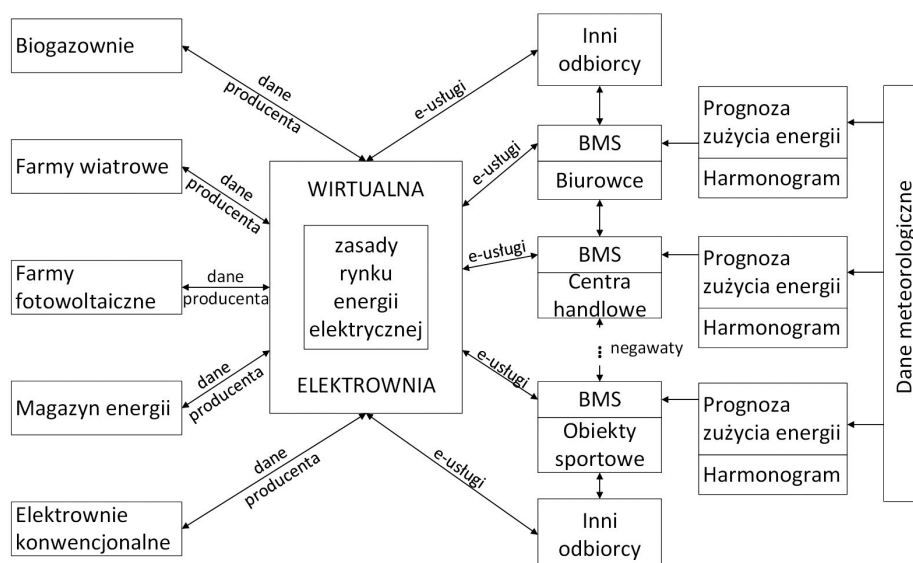 Biogazownie
Farmy wiatrowe
Farmy
fotowoltaiczne
Magazyn energii
Elektrownie
konwencjonalne
dane
producenta
dane
producenta
dane
producenta
dane
producenta
dane
producenta
WIRTUALNA
zasady
rynku
energii
elektrycznej
ELEKTROWNIA
e-usługi
e-usługi
e-usługi
e-usługi
e-usługi
Inni
odbiorcy
BMS
Biurowce
BMS
Centra
handlowe
negawaty
BMS
Obiekty
sportowe
Inni
odbiorcy
Prognoza
zużycia energii
Harmonogram
Prognoza
zużycia energii
Harmonogram
Prognoza
zużycia energii
Harmonogram
Dane meteorologiczne